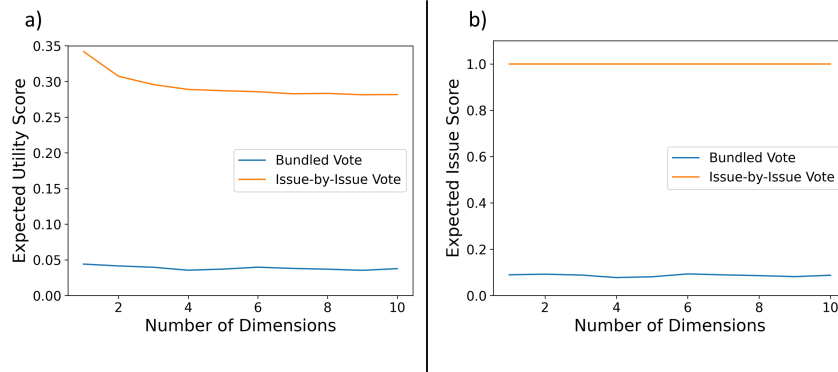 a)
Expected Utility Score
0.35
0.30
0.25
0.20
0.15
0.10
0.05
0.00
Bundled Vote
Issue-by-Issue Vote
2 4 6 8 10
Number of Dimensions
b)
Expected Issue Score
1.0
0.8
0.6
0.4
0.2
0.0
Bundled Vote
Issue-by-Issue Vote
2 4 6 8 10
Number of Dimensions